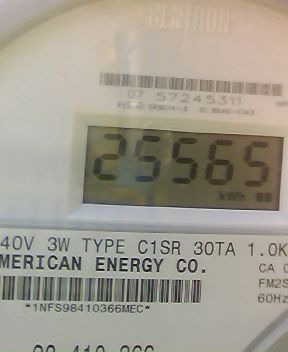 CENTRON
07 57245311
25565
kWh
40V 3W TYPE C1SR 30TA 1.0K
MERICAN ENERGY CO.
CA 0
FM2S
60Hz
*1NFS98410366MEC*